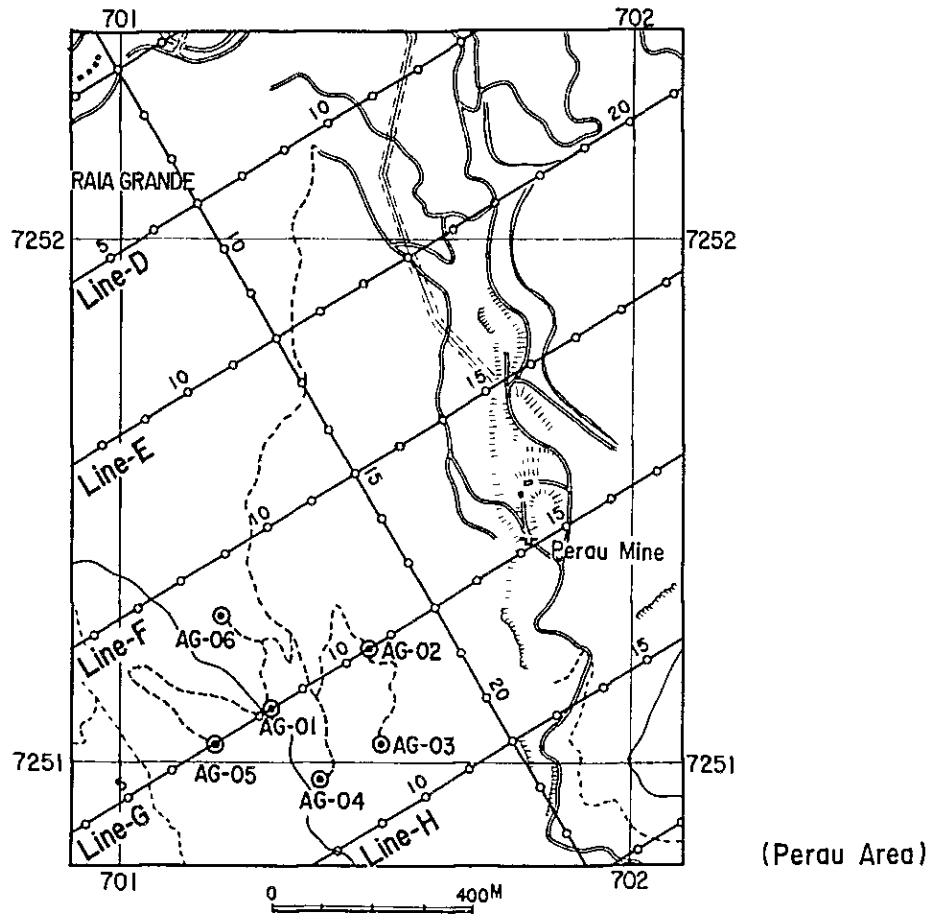 701
702
10
20
RAIA GRANDE
10
7252
7252
5
Line-D
10
15
Line-E
15
10
15
Perau Mine
Line-F
AG-06
10
AG-02
15
20
AG-01
AG-03
7251
AG-05
7251
5
AG-04
10
Line-G
Line-H
(Perau Area)
701
702
0
400M